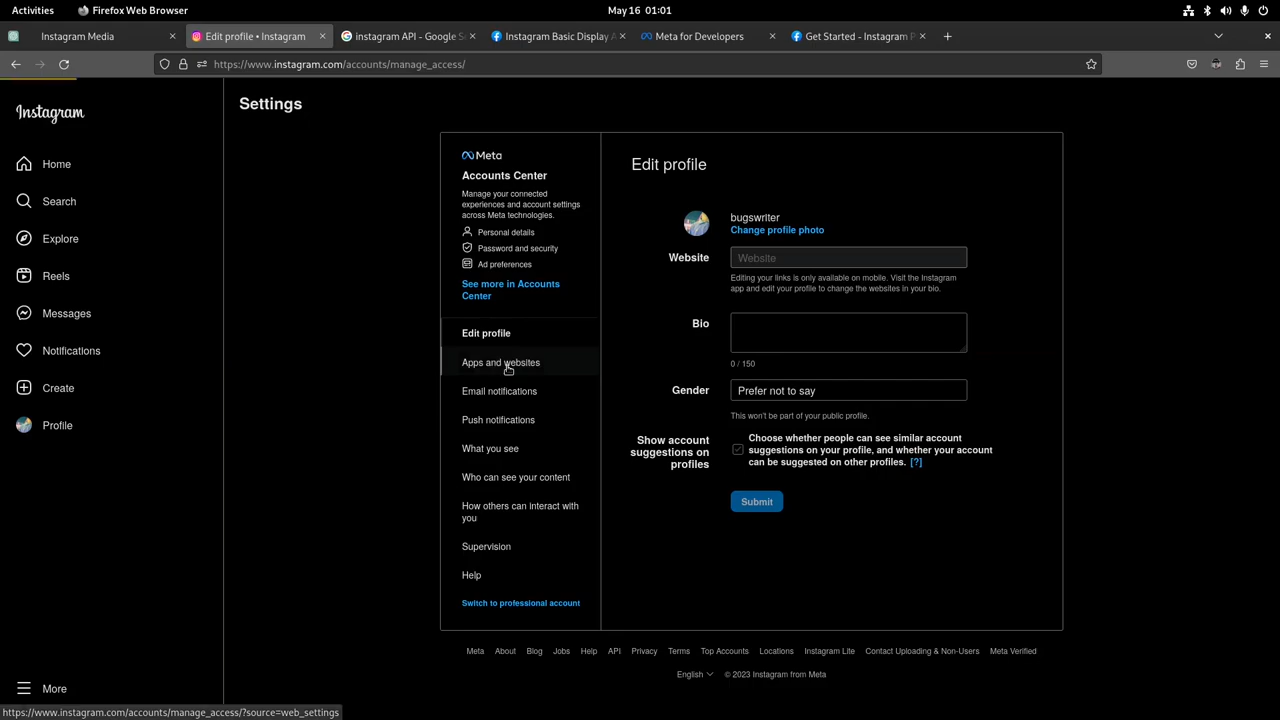 Activities
Firefox Web Browser
May 16 01:01
Instagram Media
Edit profile • Instagram
instagram API - Google S
Instagram Basic Display A
Meta for Developers
Get Started - Instagram P
https://www.instagram.com/accounts/manage_access/
Instagram
Home
Search
Explore
Reels
Messages
Notifications
Create
Profile
More
Settings
Meta
Accounts Center
Manage your connected
experiences and account settings
across Meta technologies.
Personal details
Password and security
Ad preferences
See more in Accounts
Center
Edit profile
Apps and websites
Email notifications
Push notifications
What you see
Who can see your content
How others can interact with
you
Supervision
Help
Switch to professional account
Edit profile
bugswriter
Change profile photo
Website
Website
Editing your links is only available on mobile. Visit the Instagram
app and edit your profile to change the websites in your bio.
Bio
0 / 150
Gender
Prefer not to say
This won't be part of your public profile.
Show account
suggestions on
profiles
Choose whether people can see similar account
suggestions on your profile, and whether your account
can be suggested on other profiles. [?]
Submit
Meta About Blog Jobs Help API Privacy Terms Top Accounts Locations Instagram Lite Contact Uploading & Non-Users Meta Verified
English © 2023 Instagram from Meta
https://www.instagram.com/accounts/manage_access/?source=web_settings